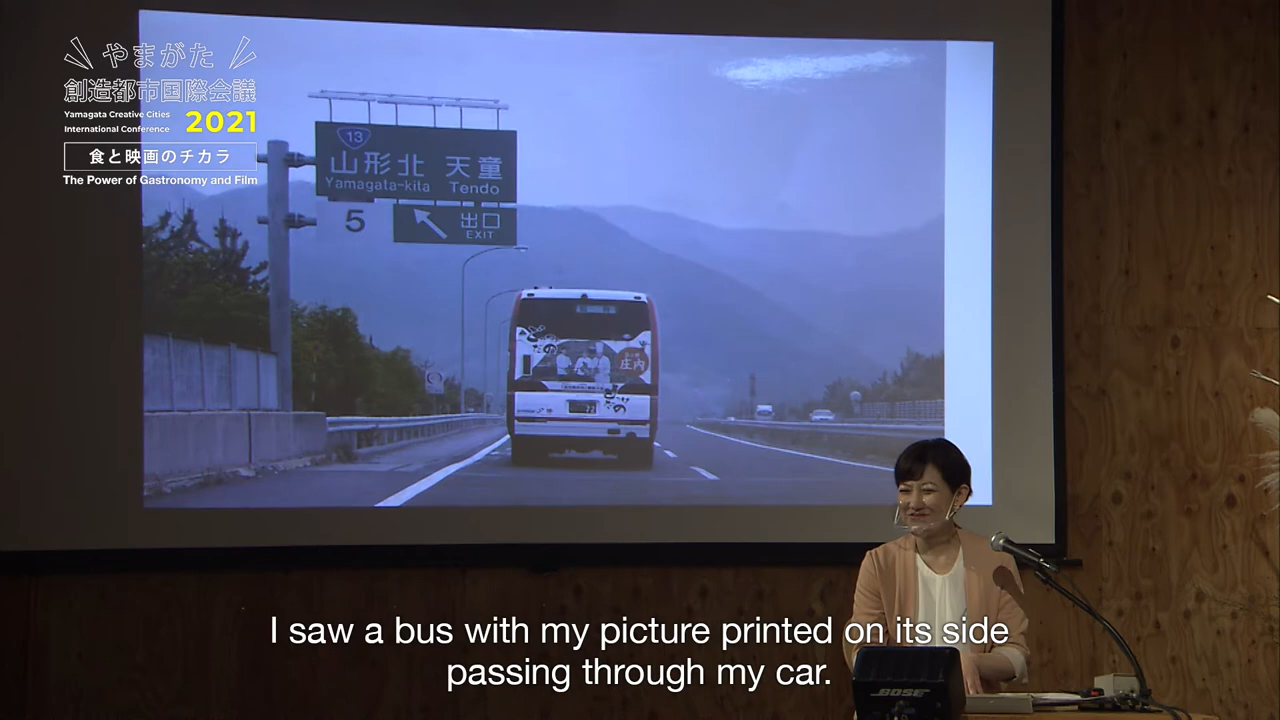 やまがた
創造都市国際会議
Yamagata Creative Cities
International Conference
2021
食と映画のチカラ
The Power of Gastronomy and Film
13
山形北 天童
Yamagata-kita Tendo
5
出口
EXIT
庄内
I saw a bus with my picture printed on its side
passing through my car.
BOSE